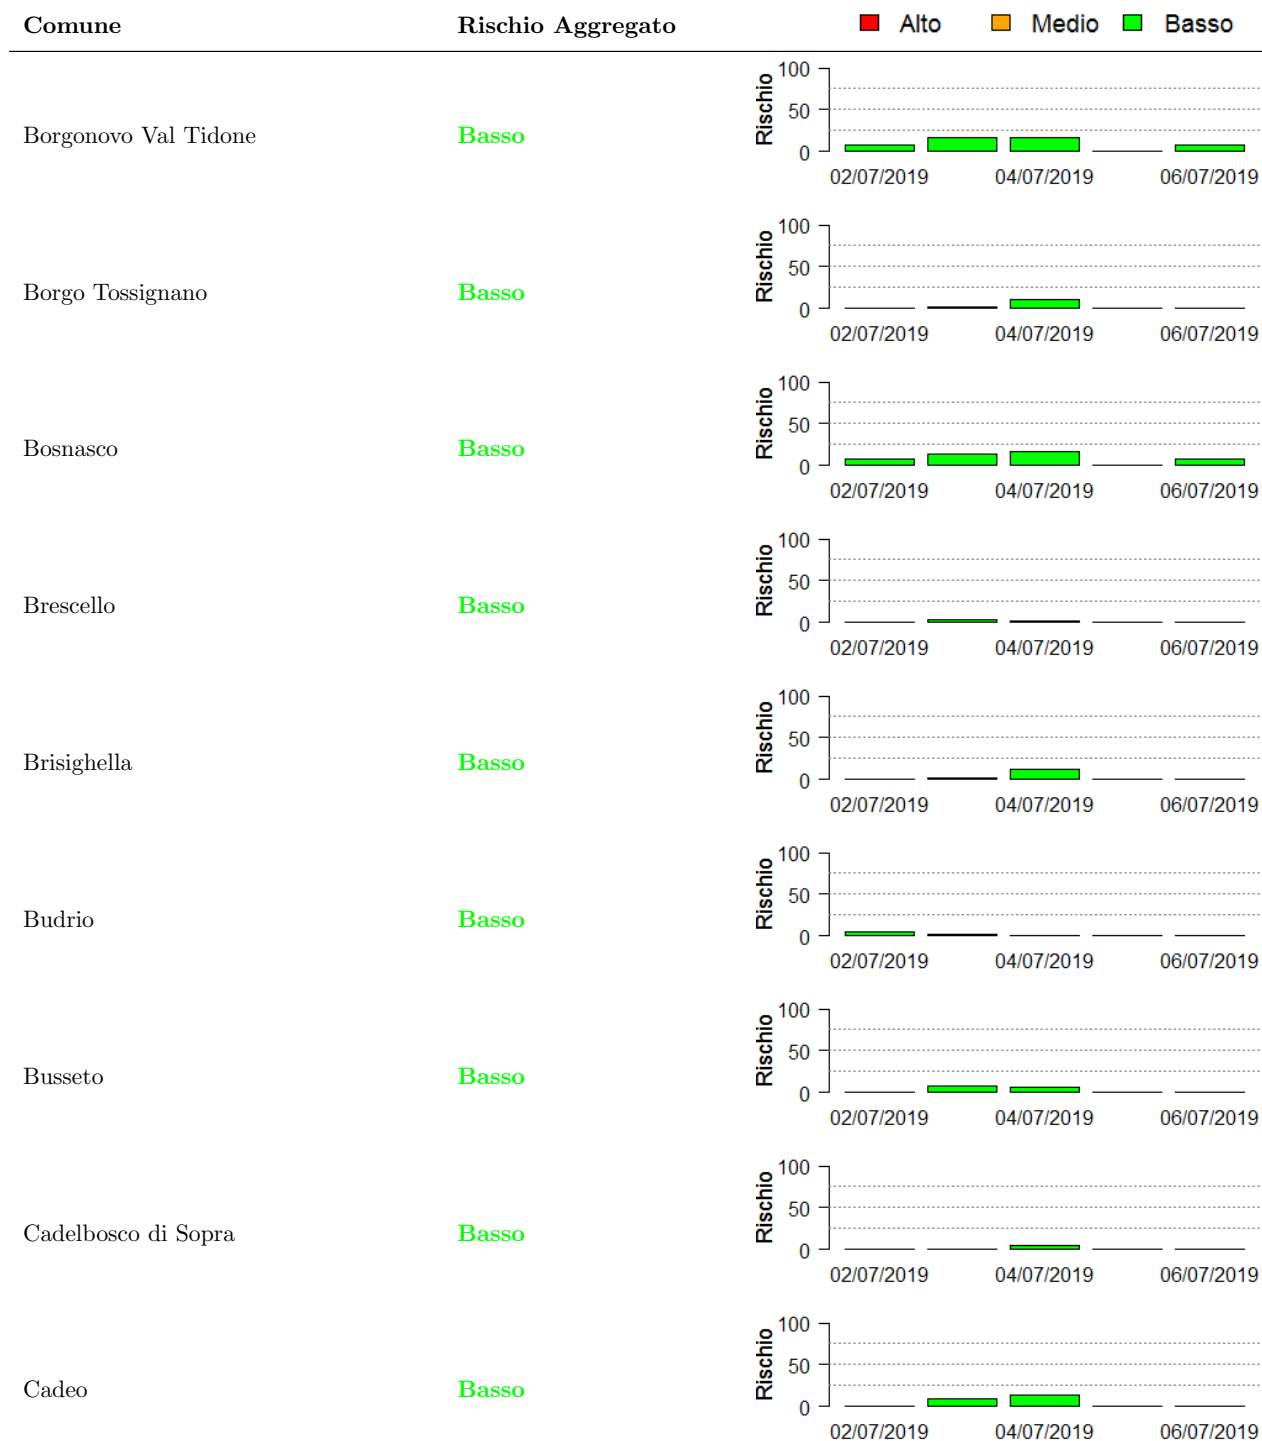 Comune Rischio Aggregato Alto Medio Basso
100
50
0
Rischio
Borgonovo Val Tidone Basso
02/07/2019 04/07/2019 06/07/2019
100
50
0
Rischio
Borgo Tossignano Basso
02/07/2019 04/07/2019 06/07/2019
100
50
0
Rischio
Bosnasco Basso
02/07/2019 04/07/2019 06/07/2019
100
50
0
Rischio
Brescello Basso
02/07/2019 04/07/2019 06/07/2019
100
50
0
Rischio
Brisighella Basso
02/07/2019 04/07/2019 06/07/2019
100
50
0
Rischio
Budrio Basso
02/07/2019 04/07/2019 06/07/2019
100
50
0
Rischio
Busseto Basso
02/07/2019 04/07/2019 06/07/2019
100
50
0
Rischio
Cadelbosco di Sopra Basso
02/07/2019 04/07/2019 06/07/2019
100
50
0
Rischio
Cadeo Basso
02/07/2019 04/07/2019 06/07/2019